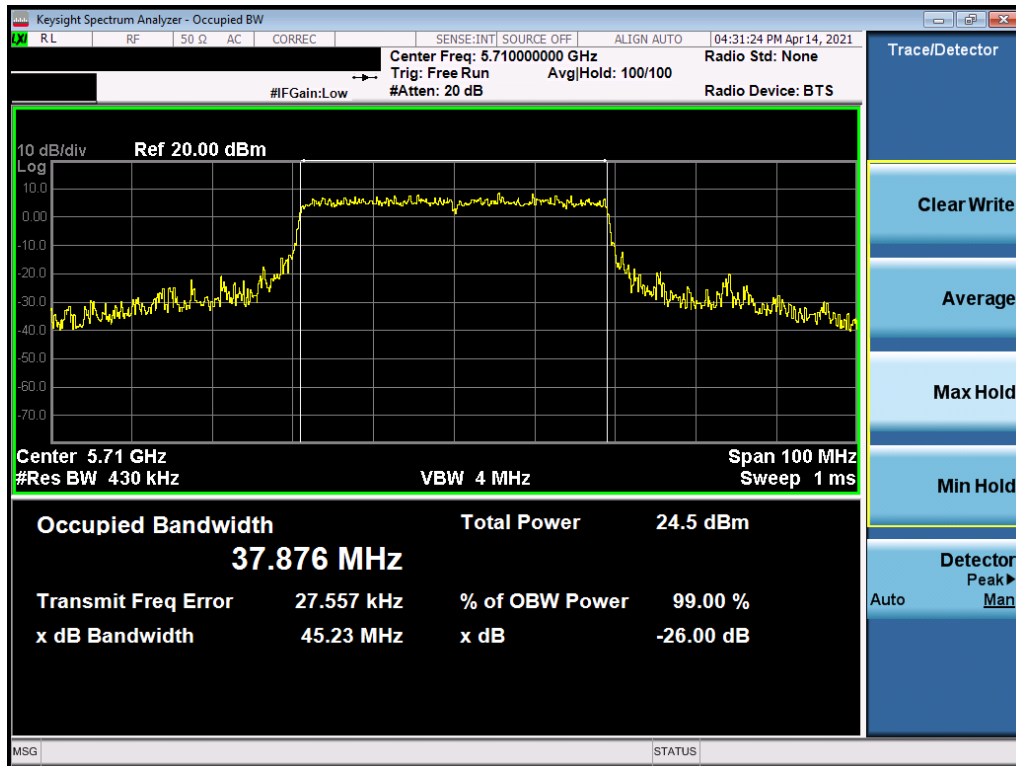 Keysight Spectrum Analyzer - Occupied BW
LXI RL RF 50 Ω AC CORREC SENSE:INT SOURCE OFF ALIGN AUTO 04:31:24 PM Apr 14, 2021
Center Freq: 5.710000000 GHz Radio Std: None
Trig: Free Run Avg|Hold: 100/100
#IFGain:Low #Atten: 20 dB Radio Device: BTS
Trace/Detector
10 dB/div Ref 20.00 dBm
Log
10.0
0.00
-10.0
-20.0
-30.0
-40.0
-50.0
-60.0
-70.0
Center 5.71 GHz Span 100 MHz
#Res BW 430 kHz VBW 4 MHz Sweep 1 ms
Clear Write
Average
Max Hold
Min Hold
Detector
Peak▶
Auto Man
Occupied Bandwidth Total Power 24.5 dBm
37.876 MHz
Transmit Freq Error 27.557 kHz % of OBW Power 99.00 %
x dB Bandwidth 45.23 MHz x dB -26.00 dB
MSG STATUS